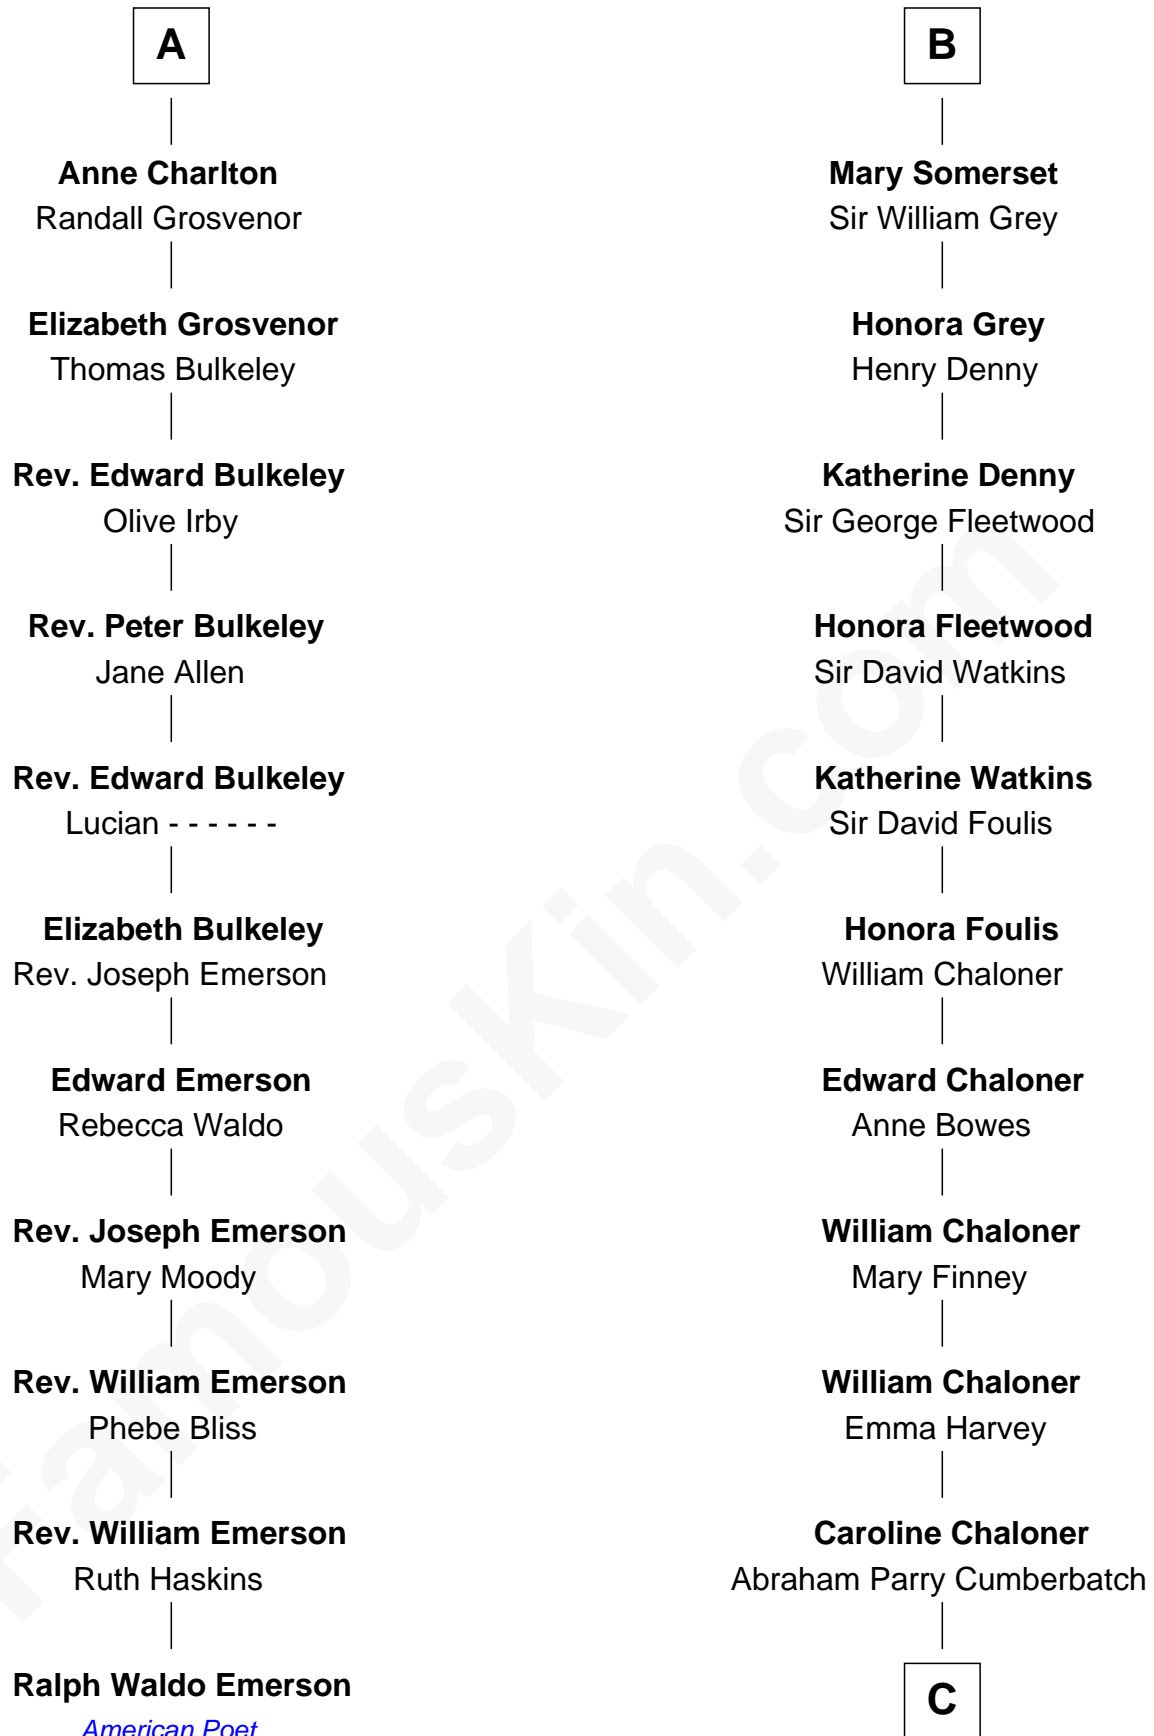 A
Anne Charlton
Randall Grosvenor
Elizabeth Grosvenor
Thomas Bulkeley
Rev. Edward Bulkeley
Olive Irby
Rev. Peter Bulkeley
Jane Allen
Rev. Edward Bulkeley
Lucian - - - - - -
Elizabeth Bulkeley
Rev. Joseph Emerson
Edward Emerson
Rebecca Waldo
Rev. Joseph Emerson
Mary Moody
Rev. William Emerson
Phebe Bliss
Rev. William Emerson
Ruth Haskins
Ralph Waldo Emerson
American Poet
B
Mary Somerset
Sir William Grey
Honora Grey
Henry Denny
Katherine Denny
Sir George Fleetwood
Honora Fleetwood
Sir David Watkins
Katherine Watkins
Sir David Foulis
Honora Foulis
William Chaloner
Edward Chaloner
Anne Bowes
William Chaloner
Mary Finney
William Chaloner
Emma Harvey
Caroline Chaloner
Abraham Parry Cumberbatch
C
FamousKin.com